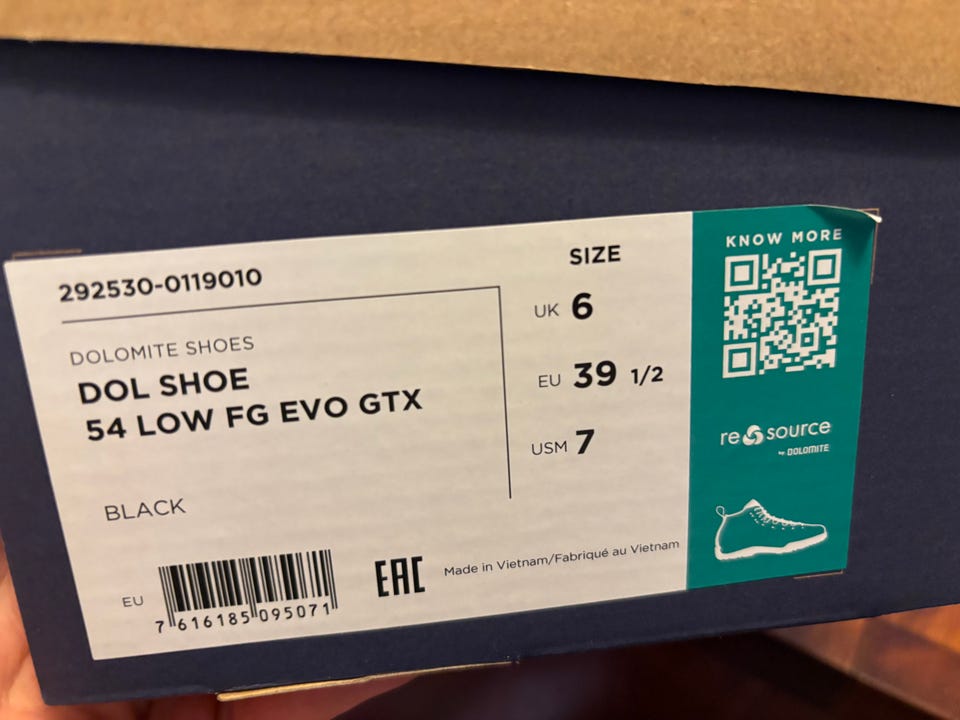 292530-0119010
DOLOMITE SHOES
DOL SHOE
54 LOW FG EVO GTX
BLACK
EU
7 616185 095071
EAC
Made in Vietnam/Fabriqué au Vietnam
SIZE
UK 6
EU 39 1/2
USM 7
KNOW MORE
re source
by DOLOMITE